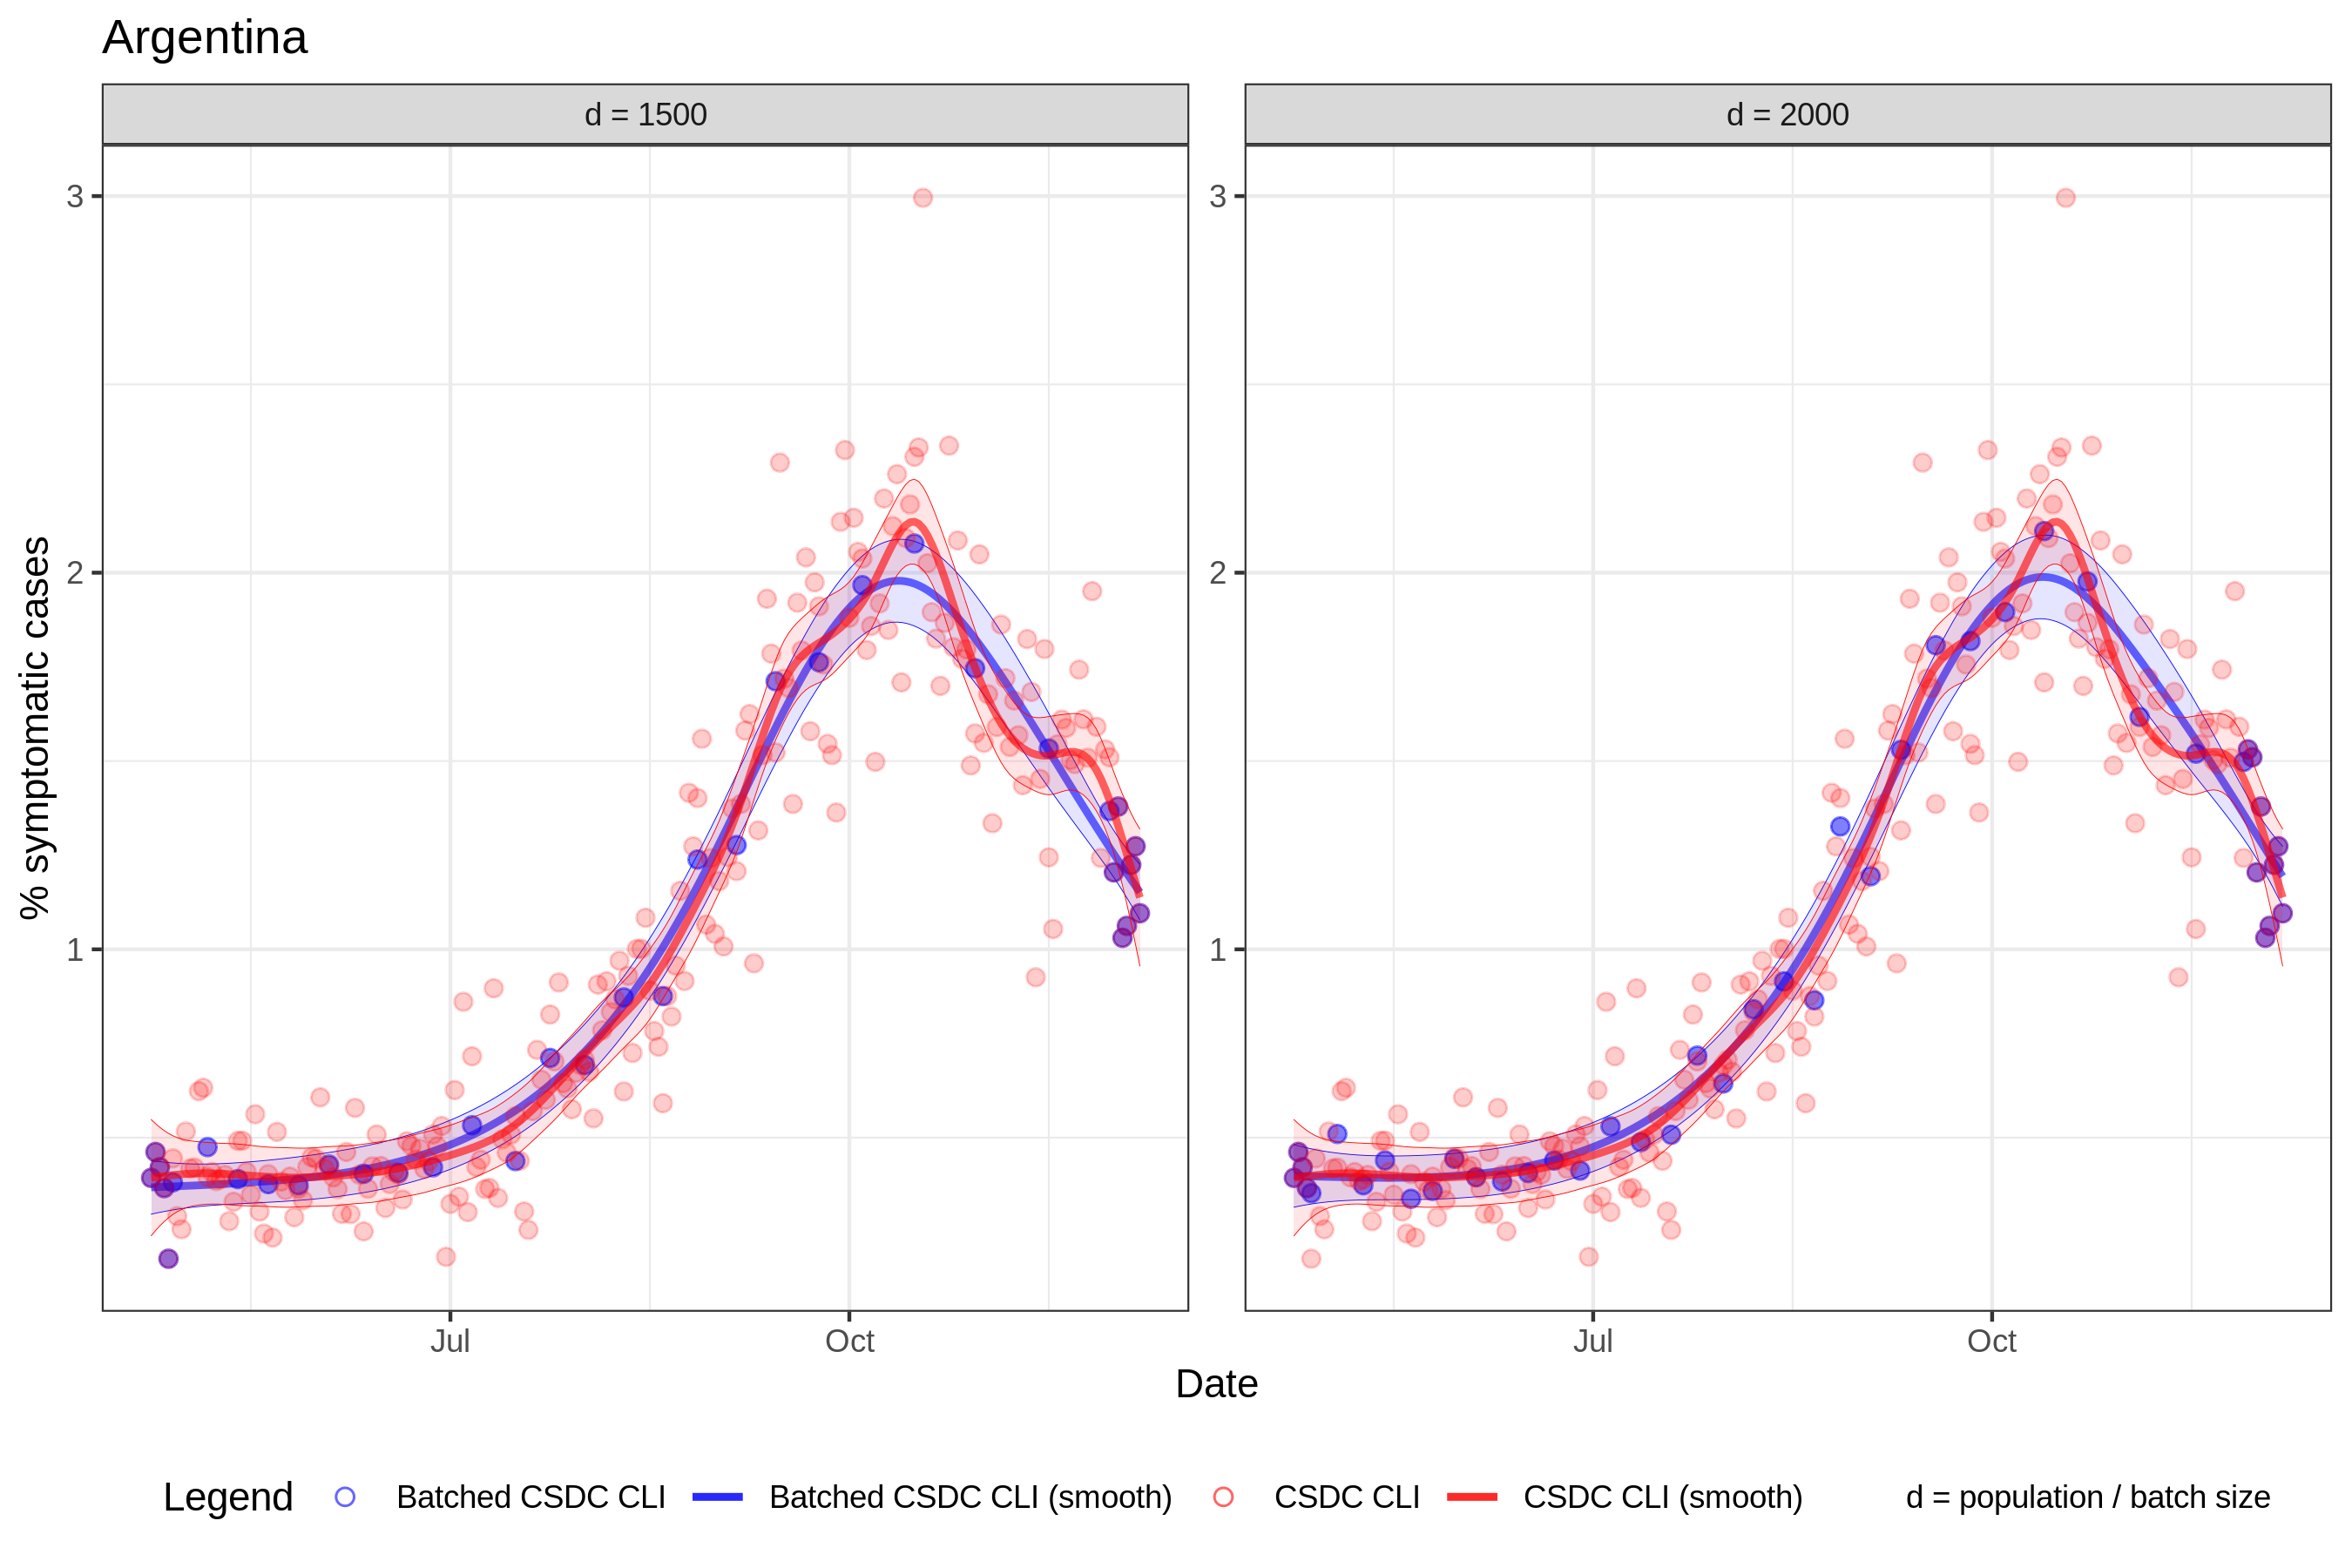 Argentina
d = 1500
d = 2000
% symptomatic cases
3
2
1
3
2
1
Jul
Oct
Jul
Oct
Date
Legend
Batched CSDC CLI
Batched CSDC CLI (smooth)
CSDC CLI
CSDC CLI (smooth)
d = population / batch size